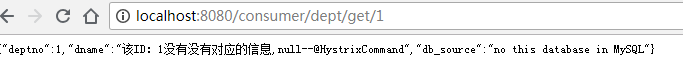 localhost:8080/consumer/dept/get/1
{"deptno":1,"dname":"该ID：1没有没有对应的信息,null--@HystrixCommand","db_source":"no this database in MySQL"}